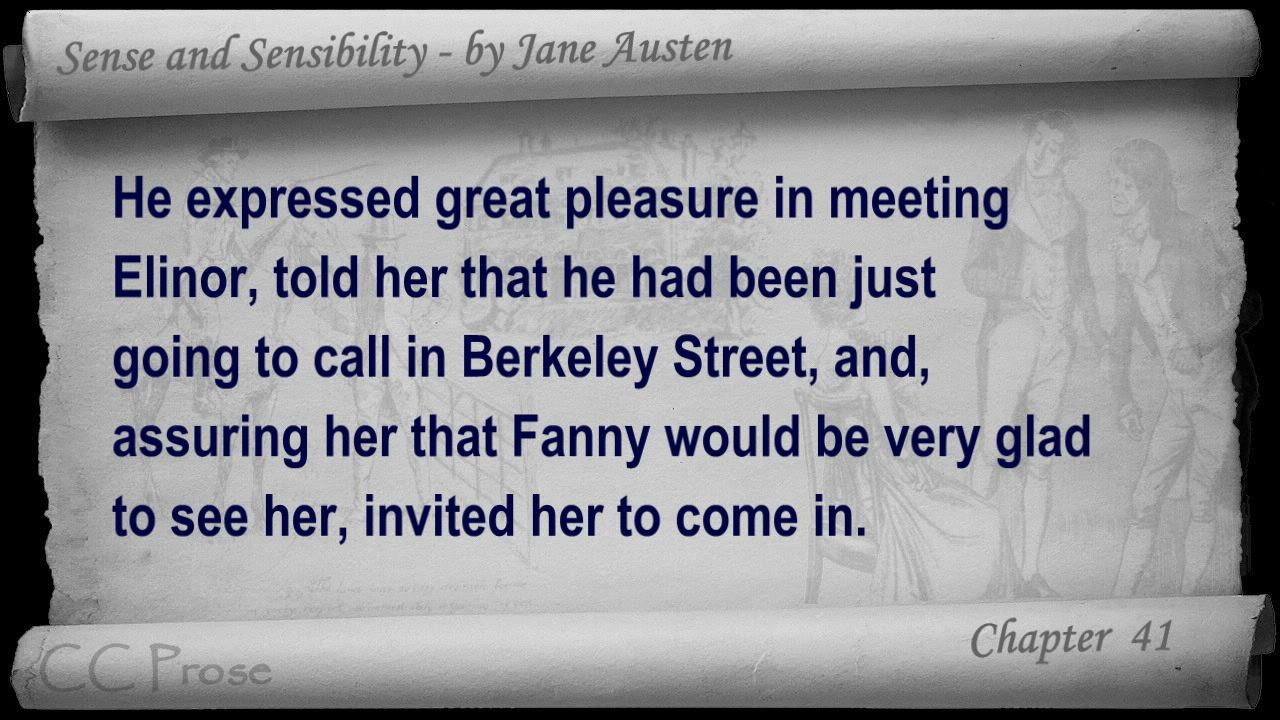 Sense and Sensibility - by Jane Austen
He expressed great pleasure in meeting
Elinor, told her that he had been just
going to call in Berkeley Street, and,
assuring her that Fanny would be very glad
to see her, invited her to come in.
Chapter 41
CC Prose